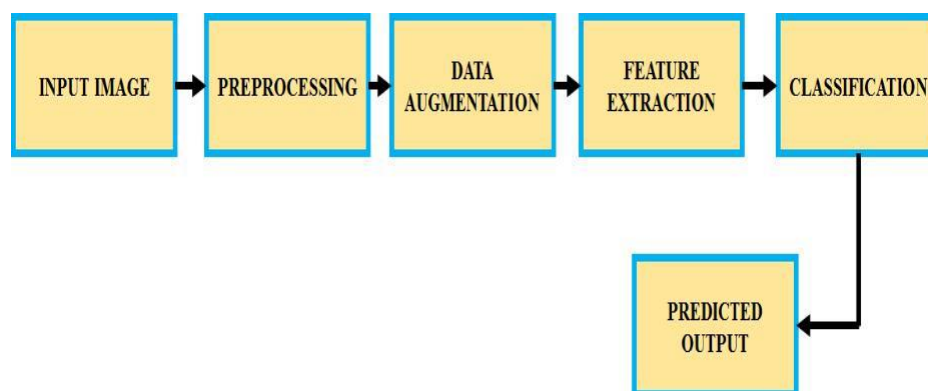 INPUT IMAGE
PREPROCESSING
DATA
AUGMENTATION
FEATURE
EXTRACTION
CLASSIFICATION
PREDICTED
OUTPUT